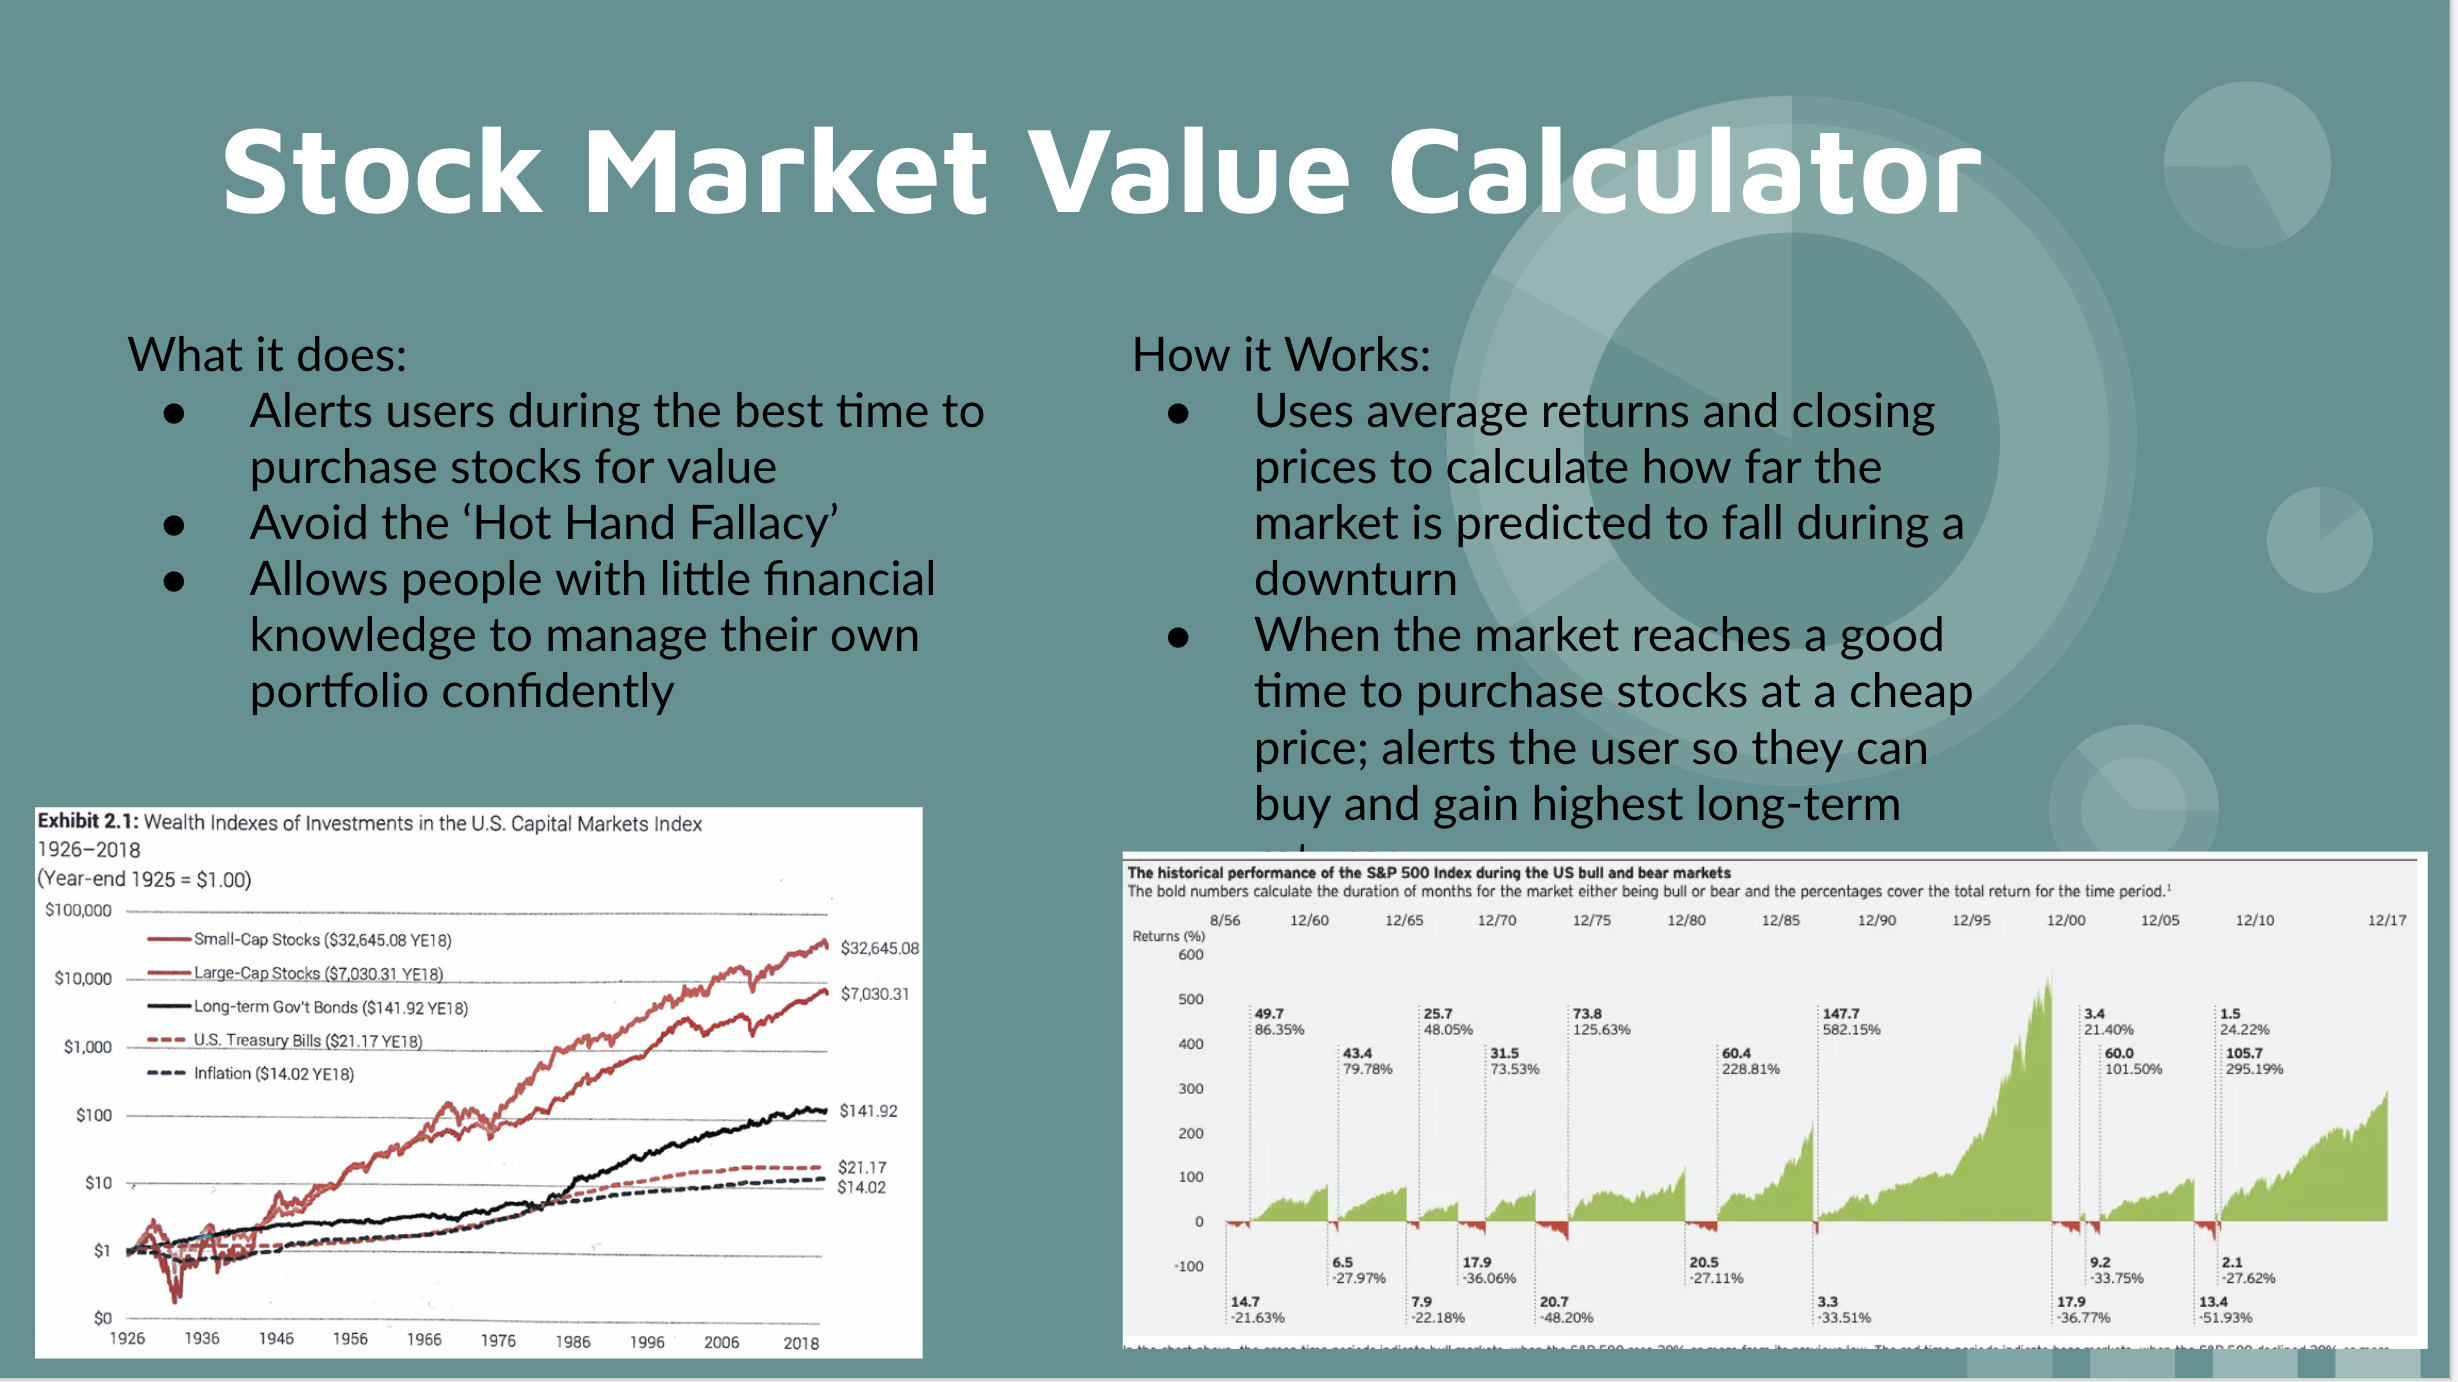 Stock Market Value Calculator
What it does:
● Alerts users during the best time to
purchase stocks for value
● Avoid the ‘Hot Hand Fallacy’
● Allows people with little financial
knowledge to manage their own
portfolio confidently
How it Works:
● Uses average returns and closing
prices to calculate how far the
market is predicted to fall during a
downturn
● When the market reaches a good
time to purchase stocks at a cheap
price; alerts the user so they can
buy and gain highest long-term
Exhibit 2.1: Wealth Indexes of Investments in the U.S. Capital Markets Index
1926–2018
(Year-end 1925 = $1.00)
$100,000
Small-Cap Stocks ($32,645.08 YE18)
$32,645.08
Large-Cap Stocks ($7,030.31 YE18)
$10,000
$7,030.31
Long-term Gov't Bonds ($141.92 YE18)
U.S. Treasury Bills ($21.17 YE18)
$1,000
Inflation ($14.02 YE18)
$100
$141.92
$21.17
$10
$14.02
$1
$0
1926 1936 1946 1956 1966 1976 1986 1996 2006 2018
The historical performance of the S&P 500 Index during the US bull and bear markets
The bold numbers calculate the duration of months for the market either being bull or bear and the percentages cover the total return for the time period.¹
8/56 12/60 12/65 12/70 12/75 12/80 12/85 12/90 12/95 12/00 12/05 12/10 12/17
Returns (%)
600
500
49.7 25.7 73.8 147.7 3.4 1.5
86.35% 48.05% 125.63% 582.15% 21.40% 24.22%
400
43.4 31.5 60.4 60.0 105.7
79.78% 73.53% 228.81% 101.50% 295.19%
300
200
100
0
-100
6.5 17.9 20.5 9.2 2.1
-27.97% -36.06% -27.11% -33.75% -27.62%
14.7 7.9 20.7 3.3 17.9 13.4
-21.63% -22.18% -48.20% -33.51% -36.77% -51.93%